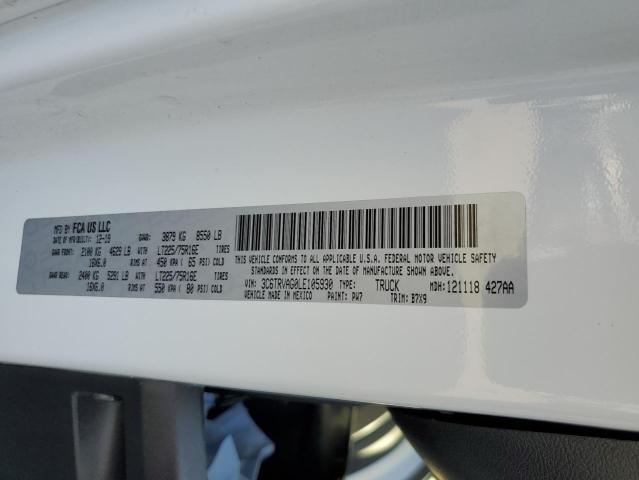 MFD BY FCA US LLC
DATE OF MFR(BUILT): 12-19 GVWR: 3879 KG 8550 LB
GAWR FRONT: 2100 KG 4629 LB WITH LT225/75R16E TIRES
16X6.0 RIMS AT 450 KPA ( 65 PSI) COLD
GAWR REAR: 2400 KG 5291 LB WITH LT225/75R16E TIRES
16X6.0 RIMS AT 550 KPA ( 80 PSI) COLD
THIS VEHICLE CONFORMS TO ALL APPLICABLE U.S.A. FEDERAL MOTOR VEHICLE SAFETY
STANDARDS IN EFFECT ON THE DATE OF MANUFACTURE SHOWN ABOVE.
VIN: 3C6TRVAG0LE105930 TYPE: TRUCK MDH: 121118 427AA
VEHICLE MADE IN MEXICO PAINT: PW7 TRIM: B7X9